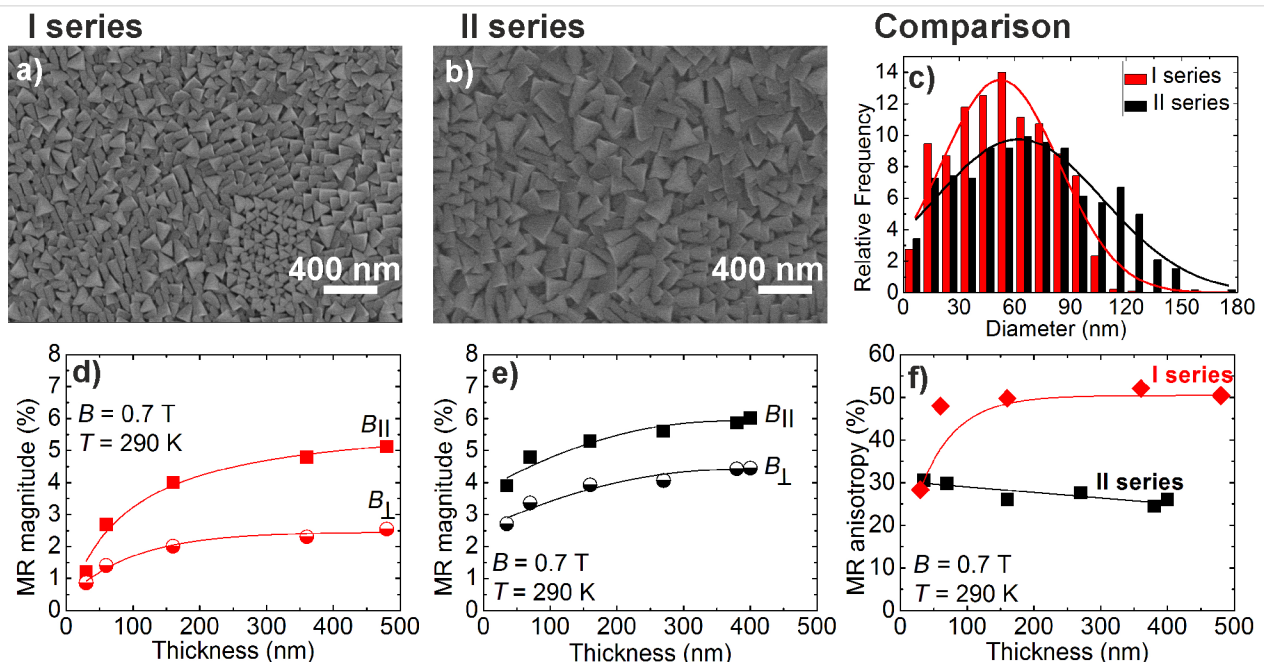 I series
II series
Comparison
a)
400 nm
b)
400 nm
c)
I series
II series
Relative Frequency
14
12
10
8
6
4
2
0
0 30 60 90 120 150 180
Diameter (nm)
d)
B = 0.7 T
T = 290 K
B||
B⊥
MR magnitude (%)
8
7
6
5
4
3
2
1
0
0 100 200 300 400 500
Thickness (nm)
e)
B||
B⊥
B = 0.7 T
T = 290 K
MR magnitude (%)
8
7
6
5
4
3
2
1
0
0 100 200 300 400 500
Thickness (nm)
f)
I series
II series
B = 0.7 T
T = 290 K
MR anisotropy (%)
60
50
40
30
20
10
0
0 100 200 300 400 500
Thickness (nm)